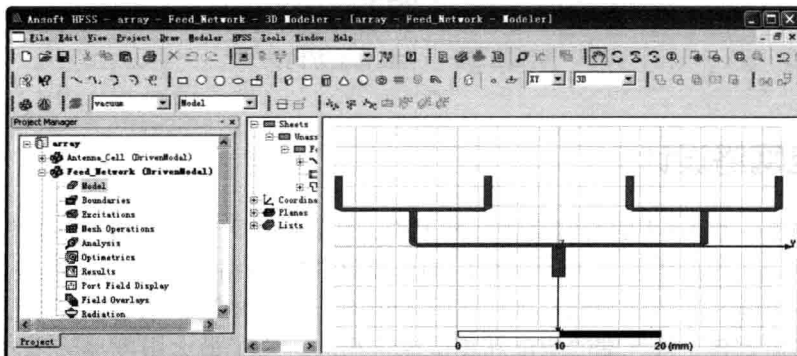 Ansoft HFSS - array - Feed_Network - 3D Modeler - [array - Feed_Network - Modeler]
File Edit View Project Draw Modeler HFSS Tools Window Help
XY
3D
vacuum
Model
Project Manager
array
Antenna_Cell (DrivenModal)
Feed_Network (DrivenModal)
Model
Boundaries
Excitations
Mesh Operations
Analysis
Optimetrics
Results
Port Field Display
Field Overlays
Radiation
Project
Sheets
Unass
Fe
Coordina
Planes
Lists
Y
0
10
20 (mm)